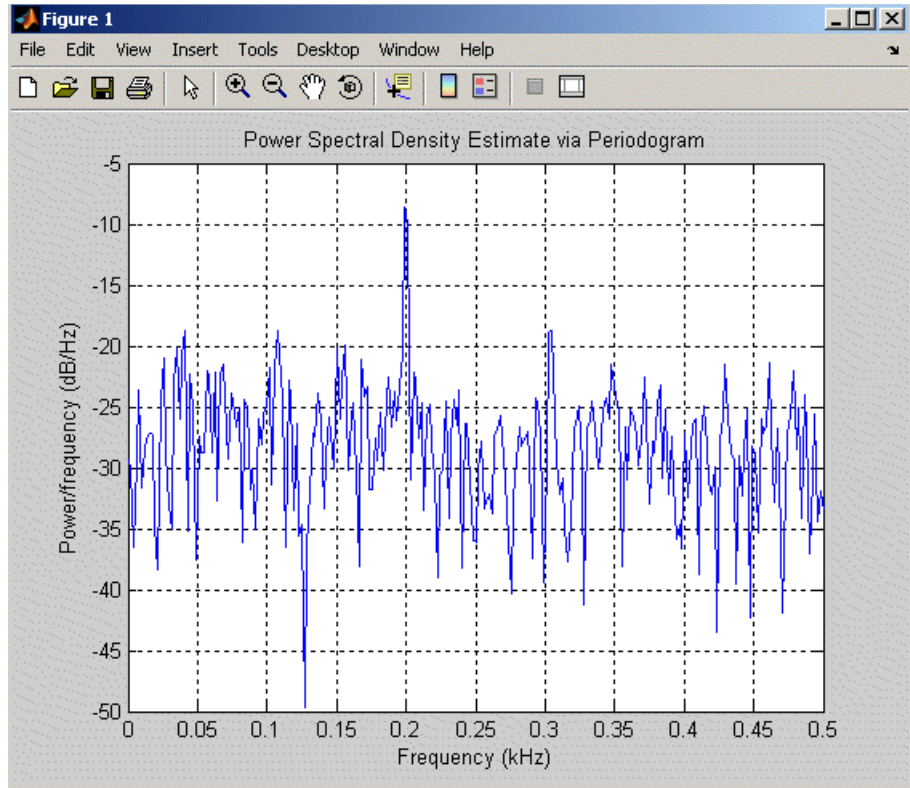 Figure 1
File Edit View Insert Tools Desktop Window Help
Power Spectral Density Estimate via Periodogram
-5
-10
-15
-20
-25
-30
-35
-40
-45
-50
Power/frequency (dB/Hz)
0 0.05 0.1 0.15 0.2 0.25 0.3 0.35 0.4 0.45 0.5
Frequency (kHz)